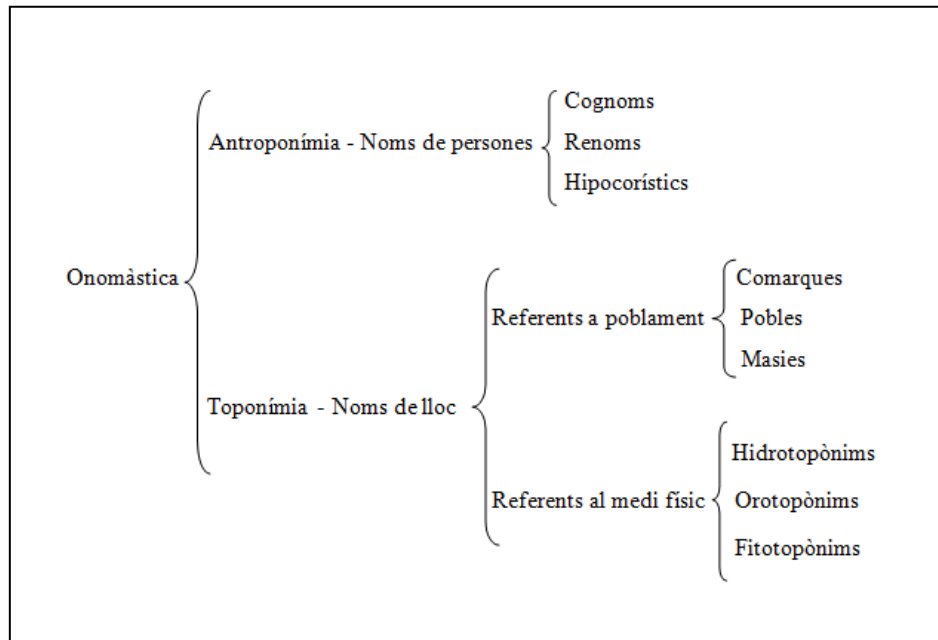 Onomàstica
Antroponímia - Noms de persones
Cognoms
Renoms
Hipocorístics
Toponímia - Noms de lloc
Referents a poblament
Comarques
Pobles
Masies
Referents al medi físic
Hidrotopònims
Orotopònims
Fitotopònims